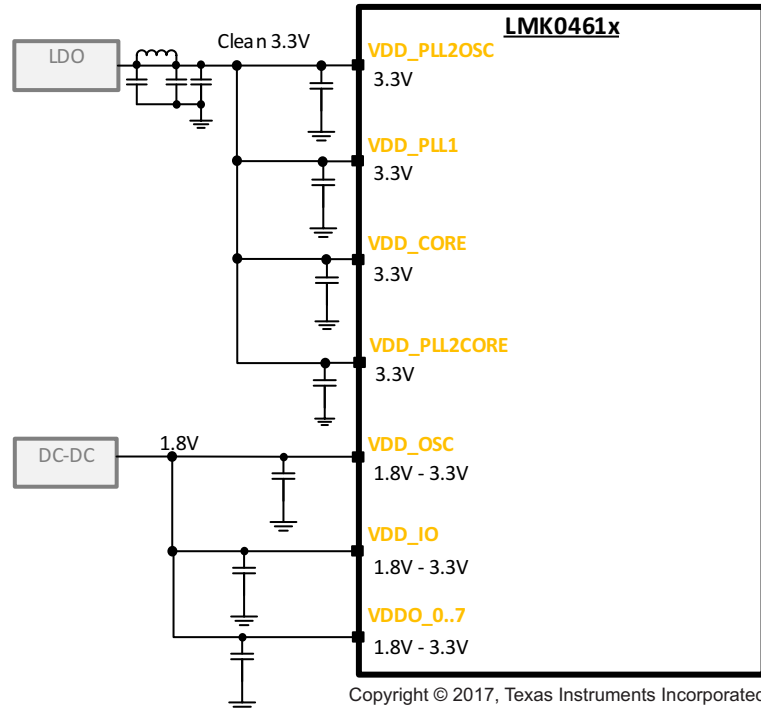 LMK0461x
LDO
Clean 3.3V
VDD_PLL2OSC
3.3V
VDD_PLL1
3.3V
VDD_CORE
3.3V
VDD_PLL2CORE
3.3V
DC-DC
1.8V
VDD_OSC
1.8V - 3.3V
VDD_IO
1.8V - 3.3V
VDDO_0..7
1.8V - 3.3V
Copyright © 2017, Texas Instruments Incorporated